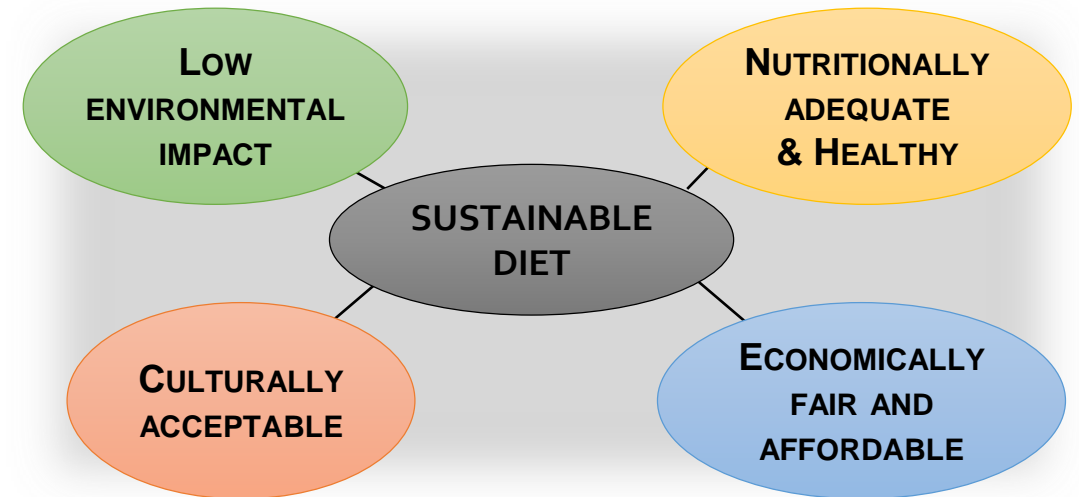 LOW
ENVIRONMENTAL
IMPACT
NUTRITIONALLY
ADEQUATE
& HEALTHY
SUSTAINABLE
DIET
CULTURALLY
ACCEPTABLE
ECONOMICALLY
FAIR AND
AFFORDABLE